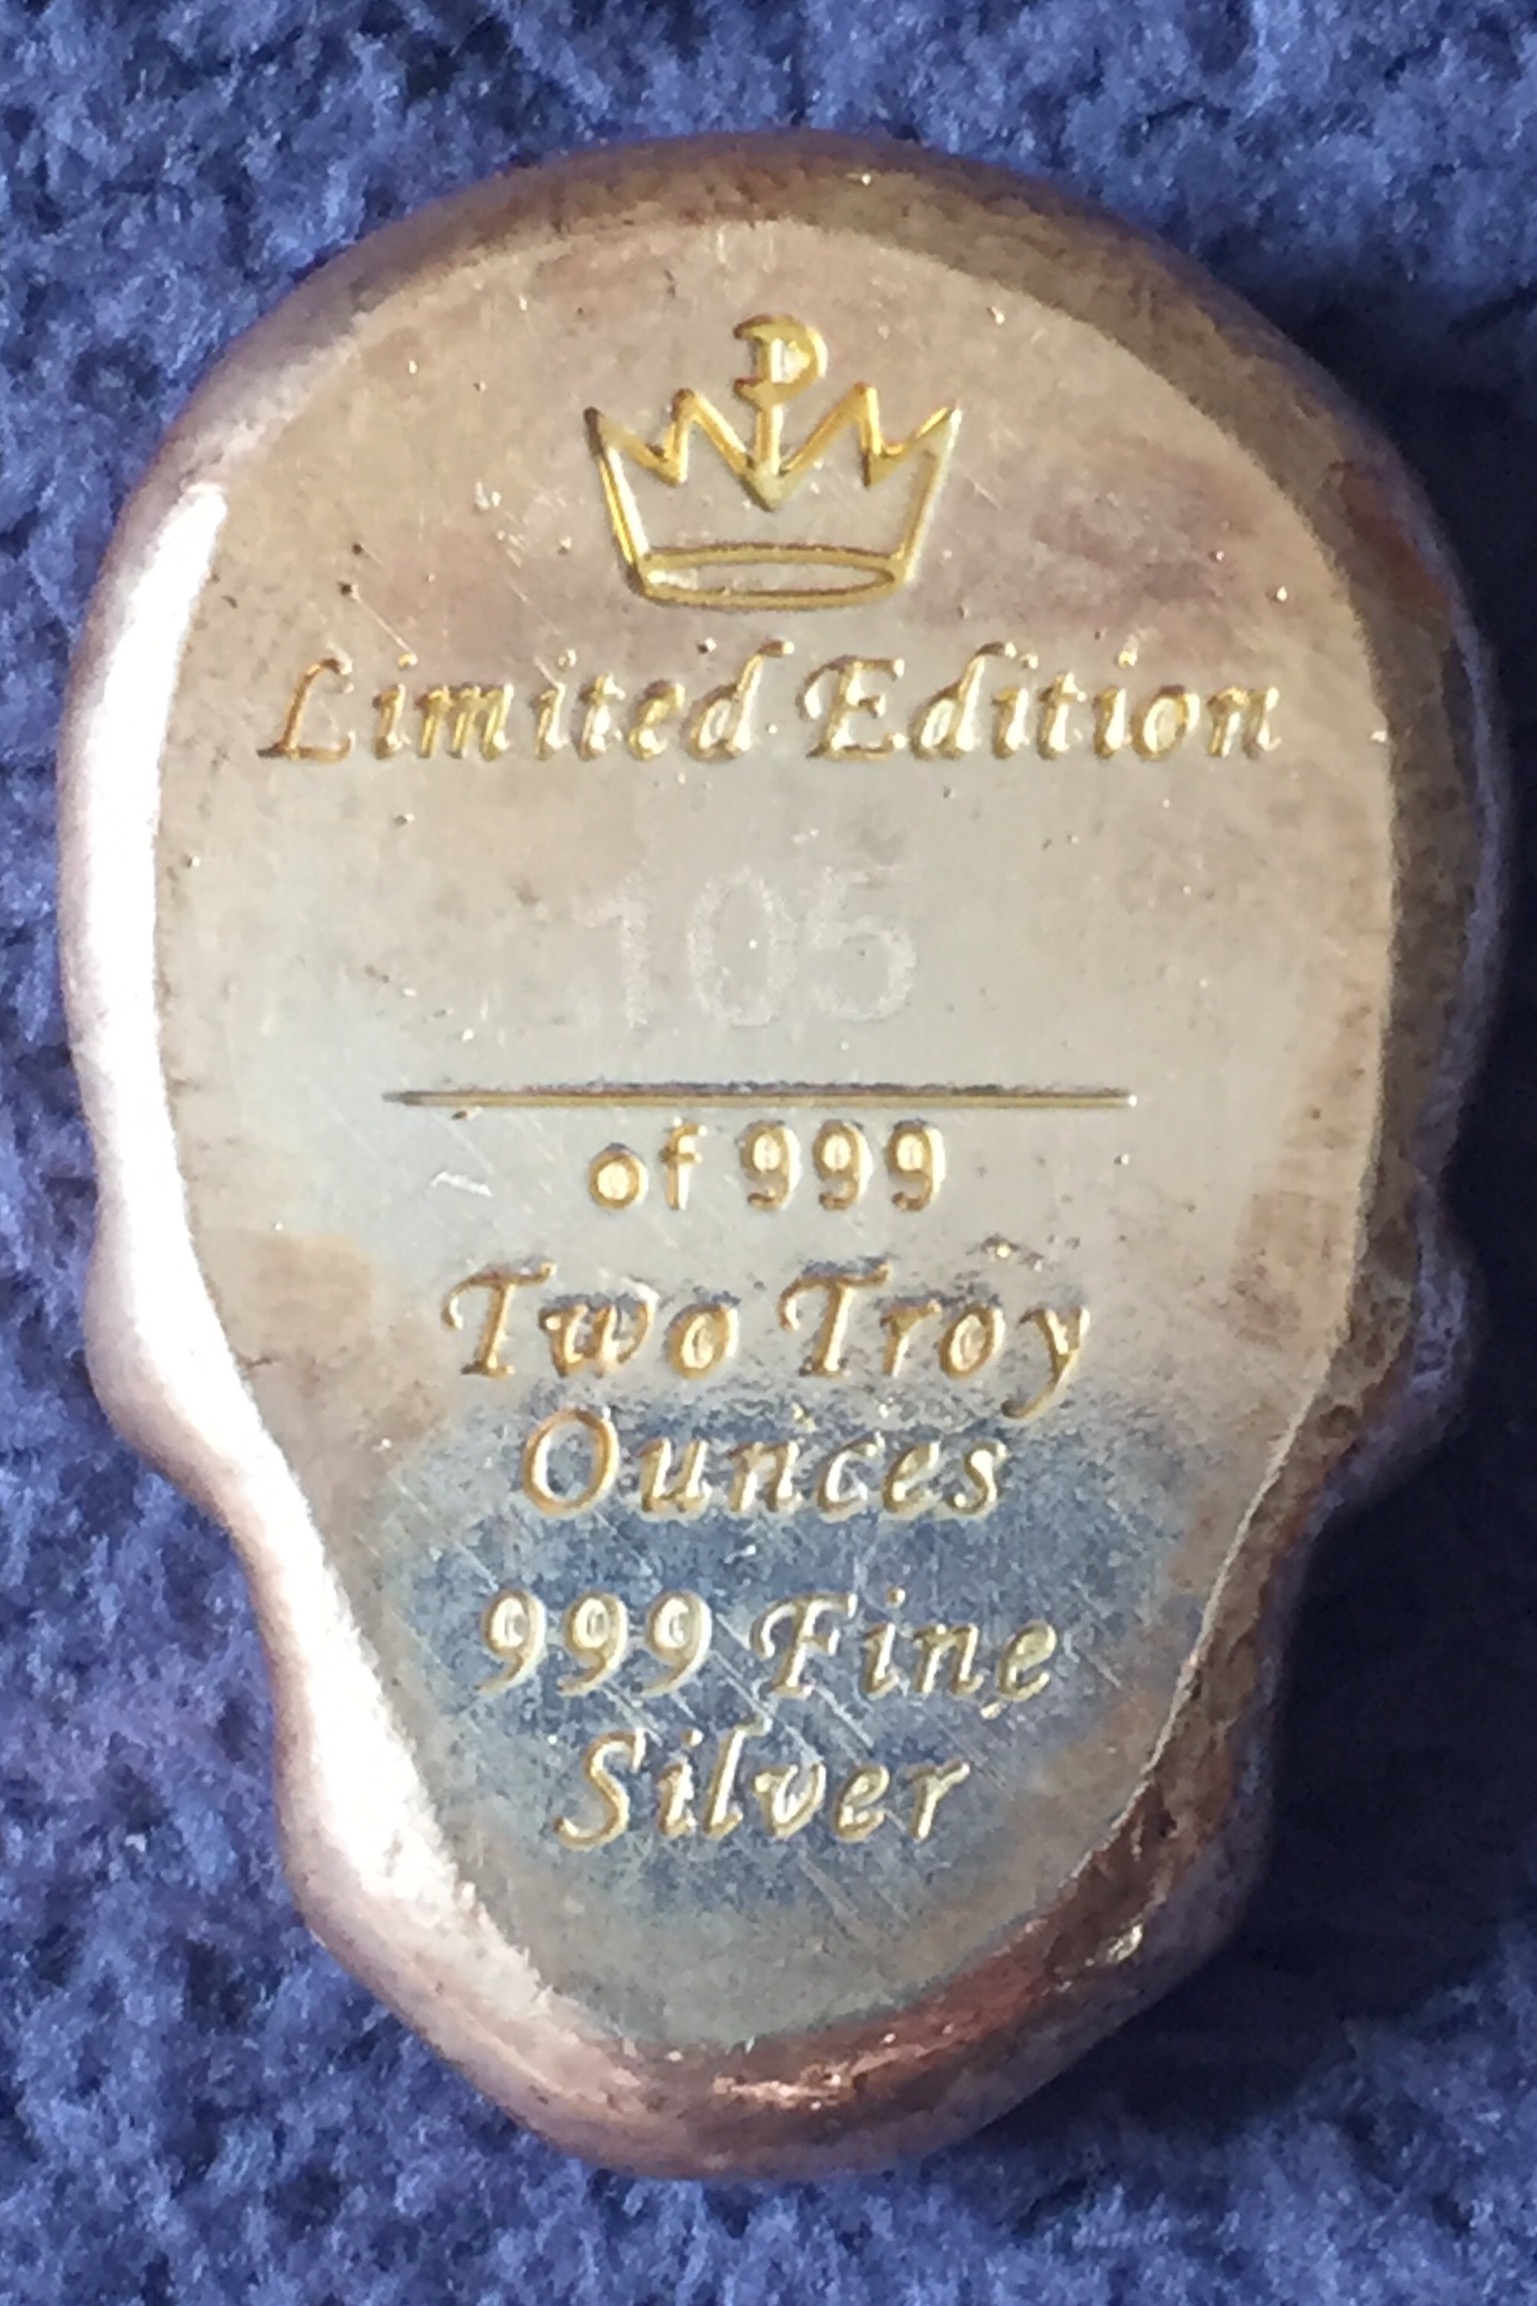 P
Limited Edition
105
of 999
Two Troy
Ounces
999 Fine
Silver